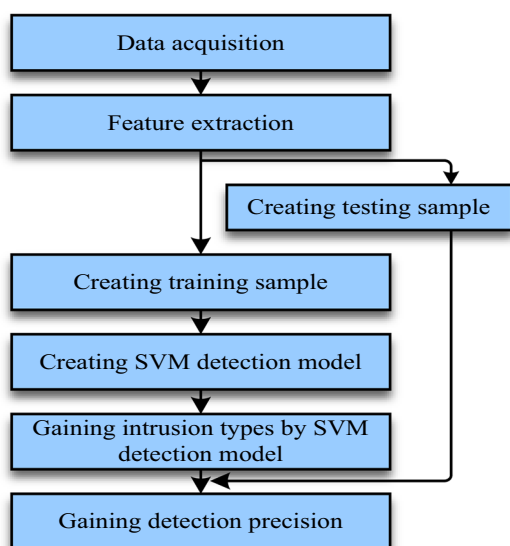 Data acquisition
Feature extraction
Creating testing sample
Creating training sample
Creating SVM detection model
Gaining intrusion types by SVM
detection model
Gaining detection precision